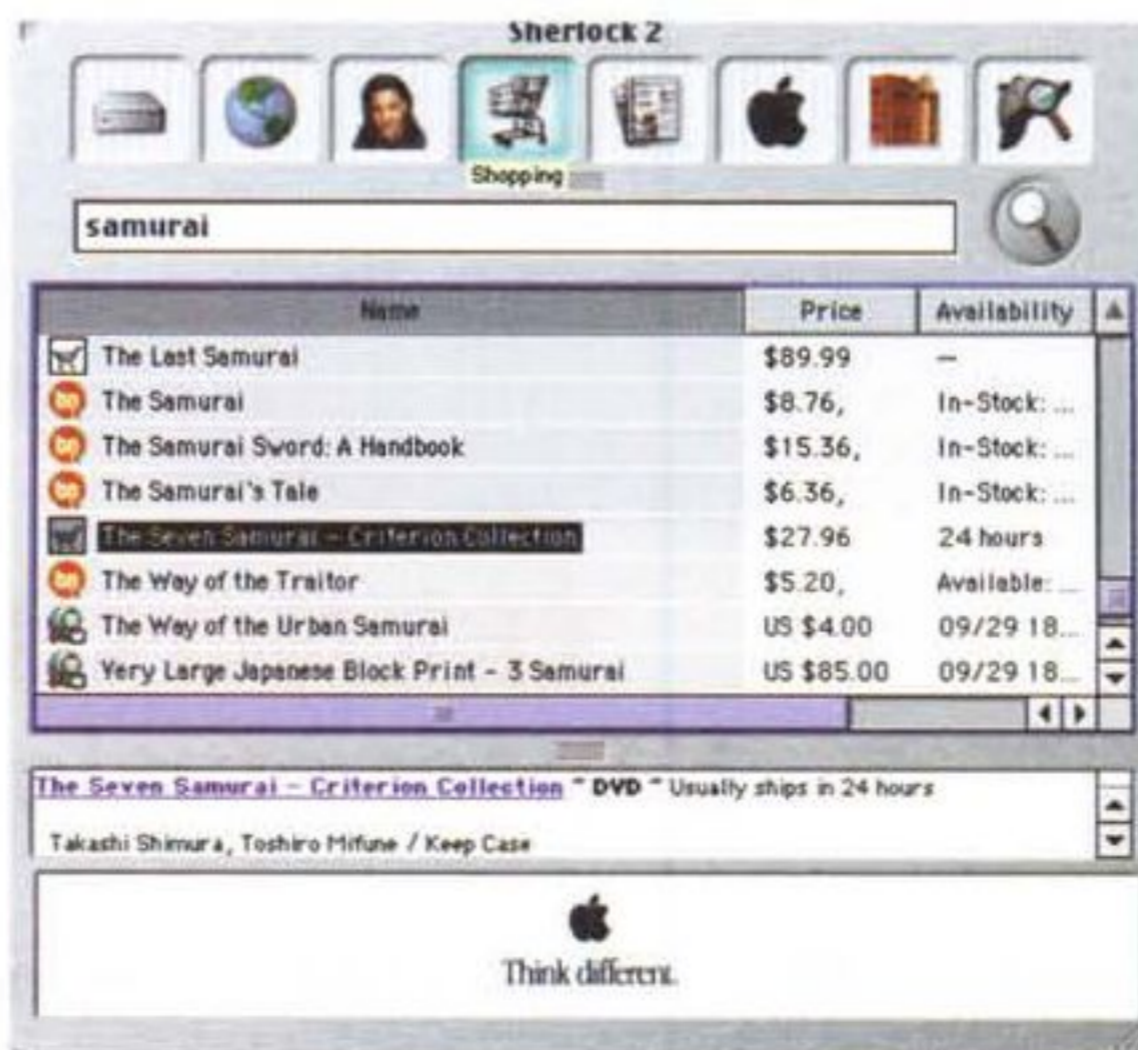 Sherlock 2
Shopping
samurai
Name Price Availability
The Last Samurai $89.99 —
bn The Samurai $8.76, In-Stock: ...
bn The Samurai Sword: A Handbook $15.36, In-Stock: ...
bn The Samurai's Tale $6.36, In-Stock: ...
The Seven Samurai – Criterion Collection $27.96 24 hours
bn The Way of the Traitor $5.20, Available: ...
The Way of the Urban Samurai US $4.00 09/29 18...
Very Large Japanese Block Print - 3 Samurai US $85.00 09/29 18...
The Seven Samurai – Criterion Collection ~ DVD ~ Usually ships in 24 hours
Takashi Shimura, Toshiro Mifune / Keep Case
Think different.